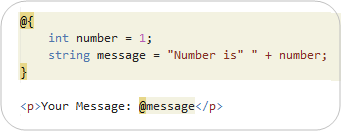 @{
int number = 1;
string message = "Number is" " + number;
}
<p>Your Message: @message</p>